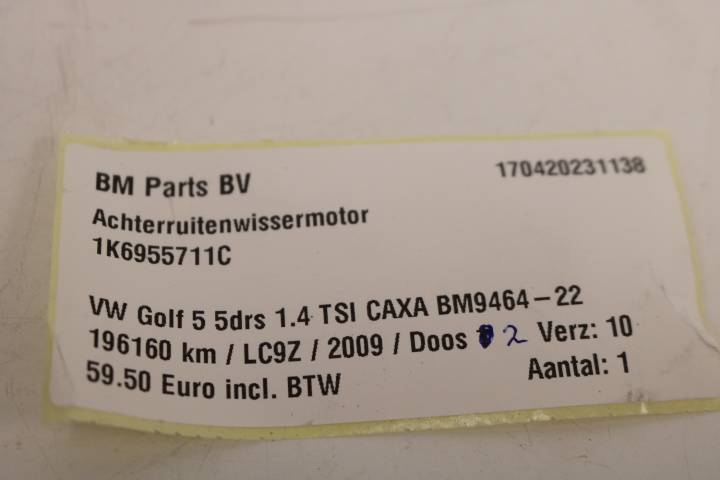 BM Parts BV 170420231138
Achterruitenwissermotor
1K6955711C
VW Golf 5 5drs 1.4 TSI CAXA BM9464-22
196160 km / LC9Z / 2009 / Doos 2 Verz: 10
59.50 Euro incl. BTW Aantal: 1